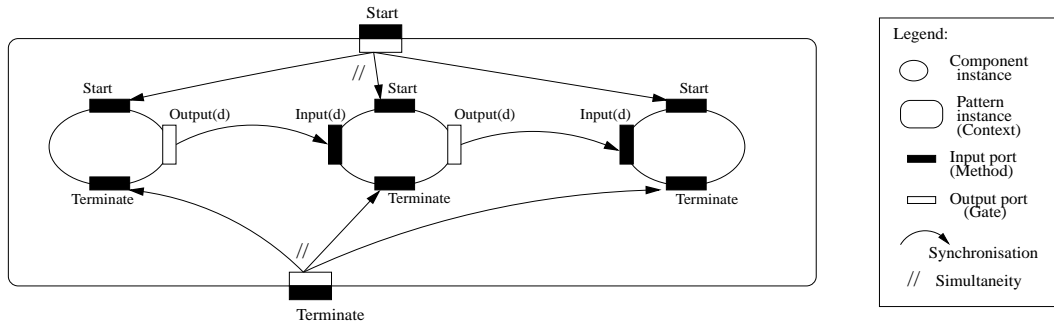 Start
//
Start
Start
Start
Output(d)
Input(d)
Output(d)
Input(d)
Terminate
Terminate
Terminate
//
Terminate
Legend:
Component
instance
Pattern
instance
(Context)
Input port
(Method)
Output port
(Gate)
Synchronisation
// Simultaneity